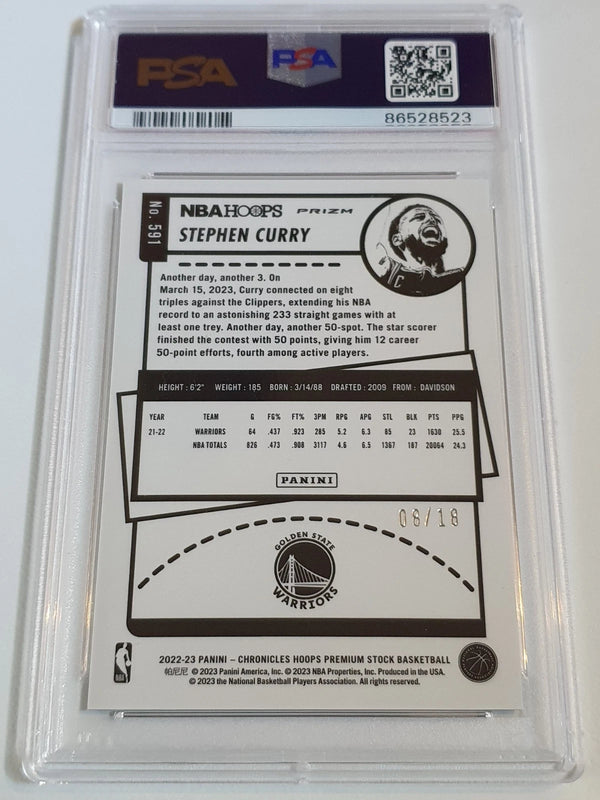 PSA PSA
86528523
No. 591
NBA HOOPS PRIZM
STEPHEN CURRY
Another day, another 3. On
March 15, 2023, Curry connected on eight
triples against the Clippers, extending his NBA
record to an astonishing 233 straight games with at
least one trey. Another day, another 50-spot. The star scorer
finished the contest with 50 points, giving him 12 career
50-point efforts, fourth among active players.
HEIGHT : 6'2" WEIGHT : 185 BORN : 3/14/88 DRAFTED : 2009 FROM : DAVIDSON
YEAR TEAM G FG% FT% 3PM RPG APG STL BLK PTS PPG
21-22 WARRIORS 64 .437 .923 285 5.2 6.3 85 23 1630 25.5
NBA TOTALS 826 .473 .908 3117 4.6 6.5 1367 187 20064 24.3
PANINI
08/18
GOLDEN STATE
WARRIORS
2022-23 PANINI – CHRONICLES HOOPS PREMIUM STOCK BASKETBALL
帕尼尼 © 2023 Panini America, Inc. © 2023 NBA Properties, Inc. Produced in the USA.
© 2023 the National Basketball Players Association. All rights reserved.
NBA